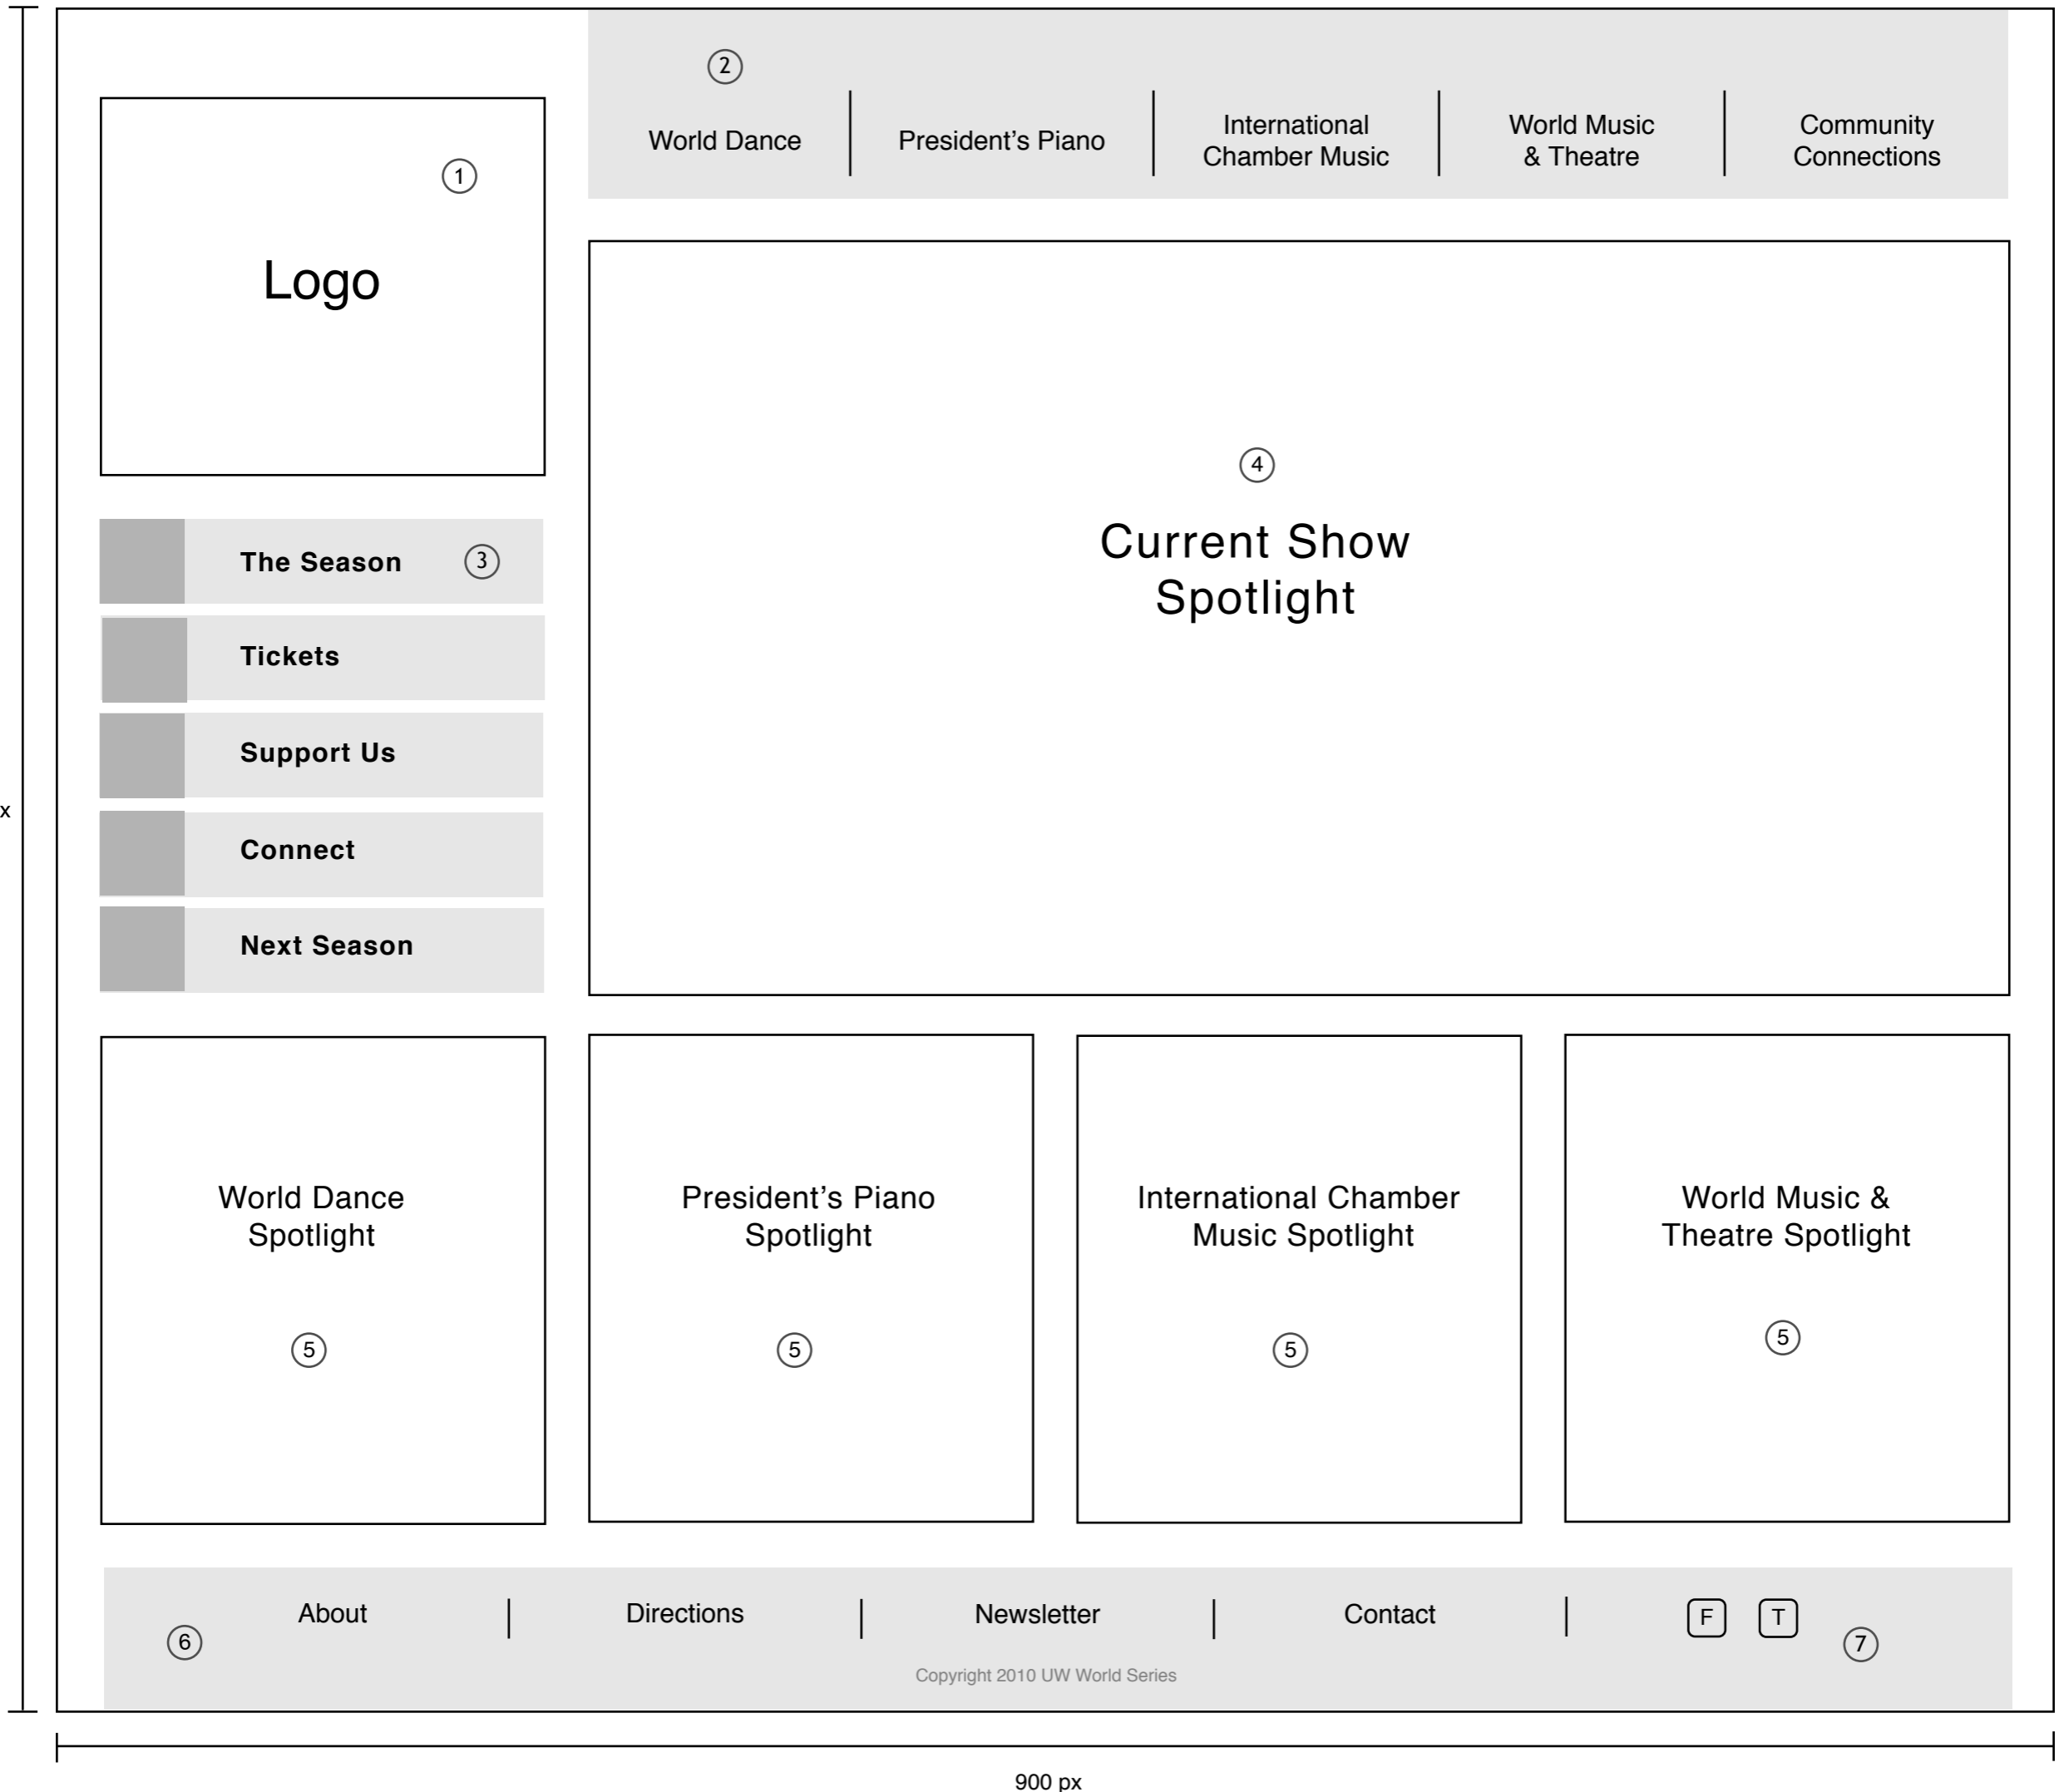 2
World Dance
President's Piano
International
Chamber Music
World Music
& Theatre
Community
Connections
1
Logo
4
Current Show
Spotlight
The Season
3
Tickets
Support Us
x
Connect
Next Season
World Dance
Spotlight
5
President's Piano
Spotlight
5
International Chamber
Music Spotlight
5
World Music &
Theatre Spotlight
5
6
About
Directions
Newsletter
Contact
F
T
7
Copyright 2010 UW World Series
900 px